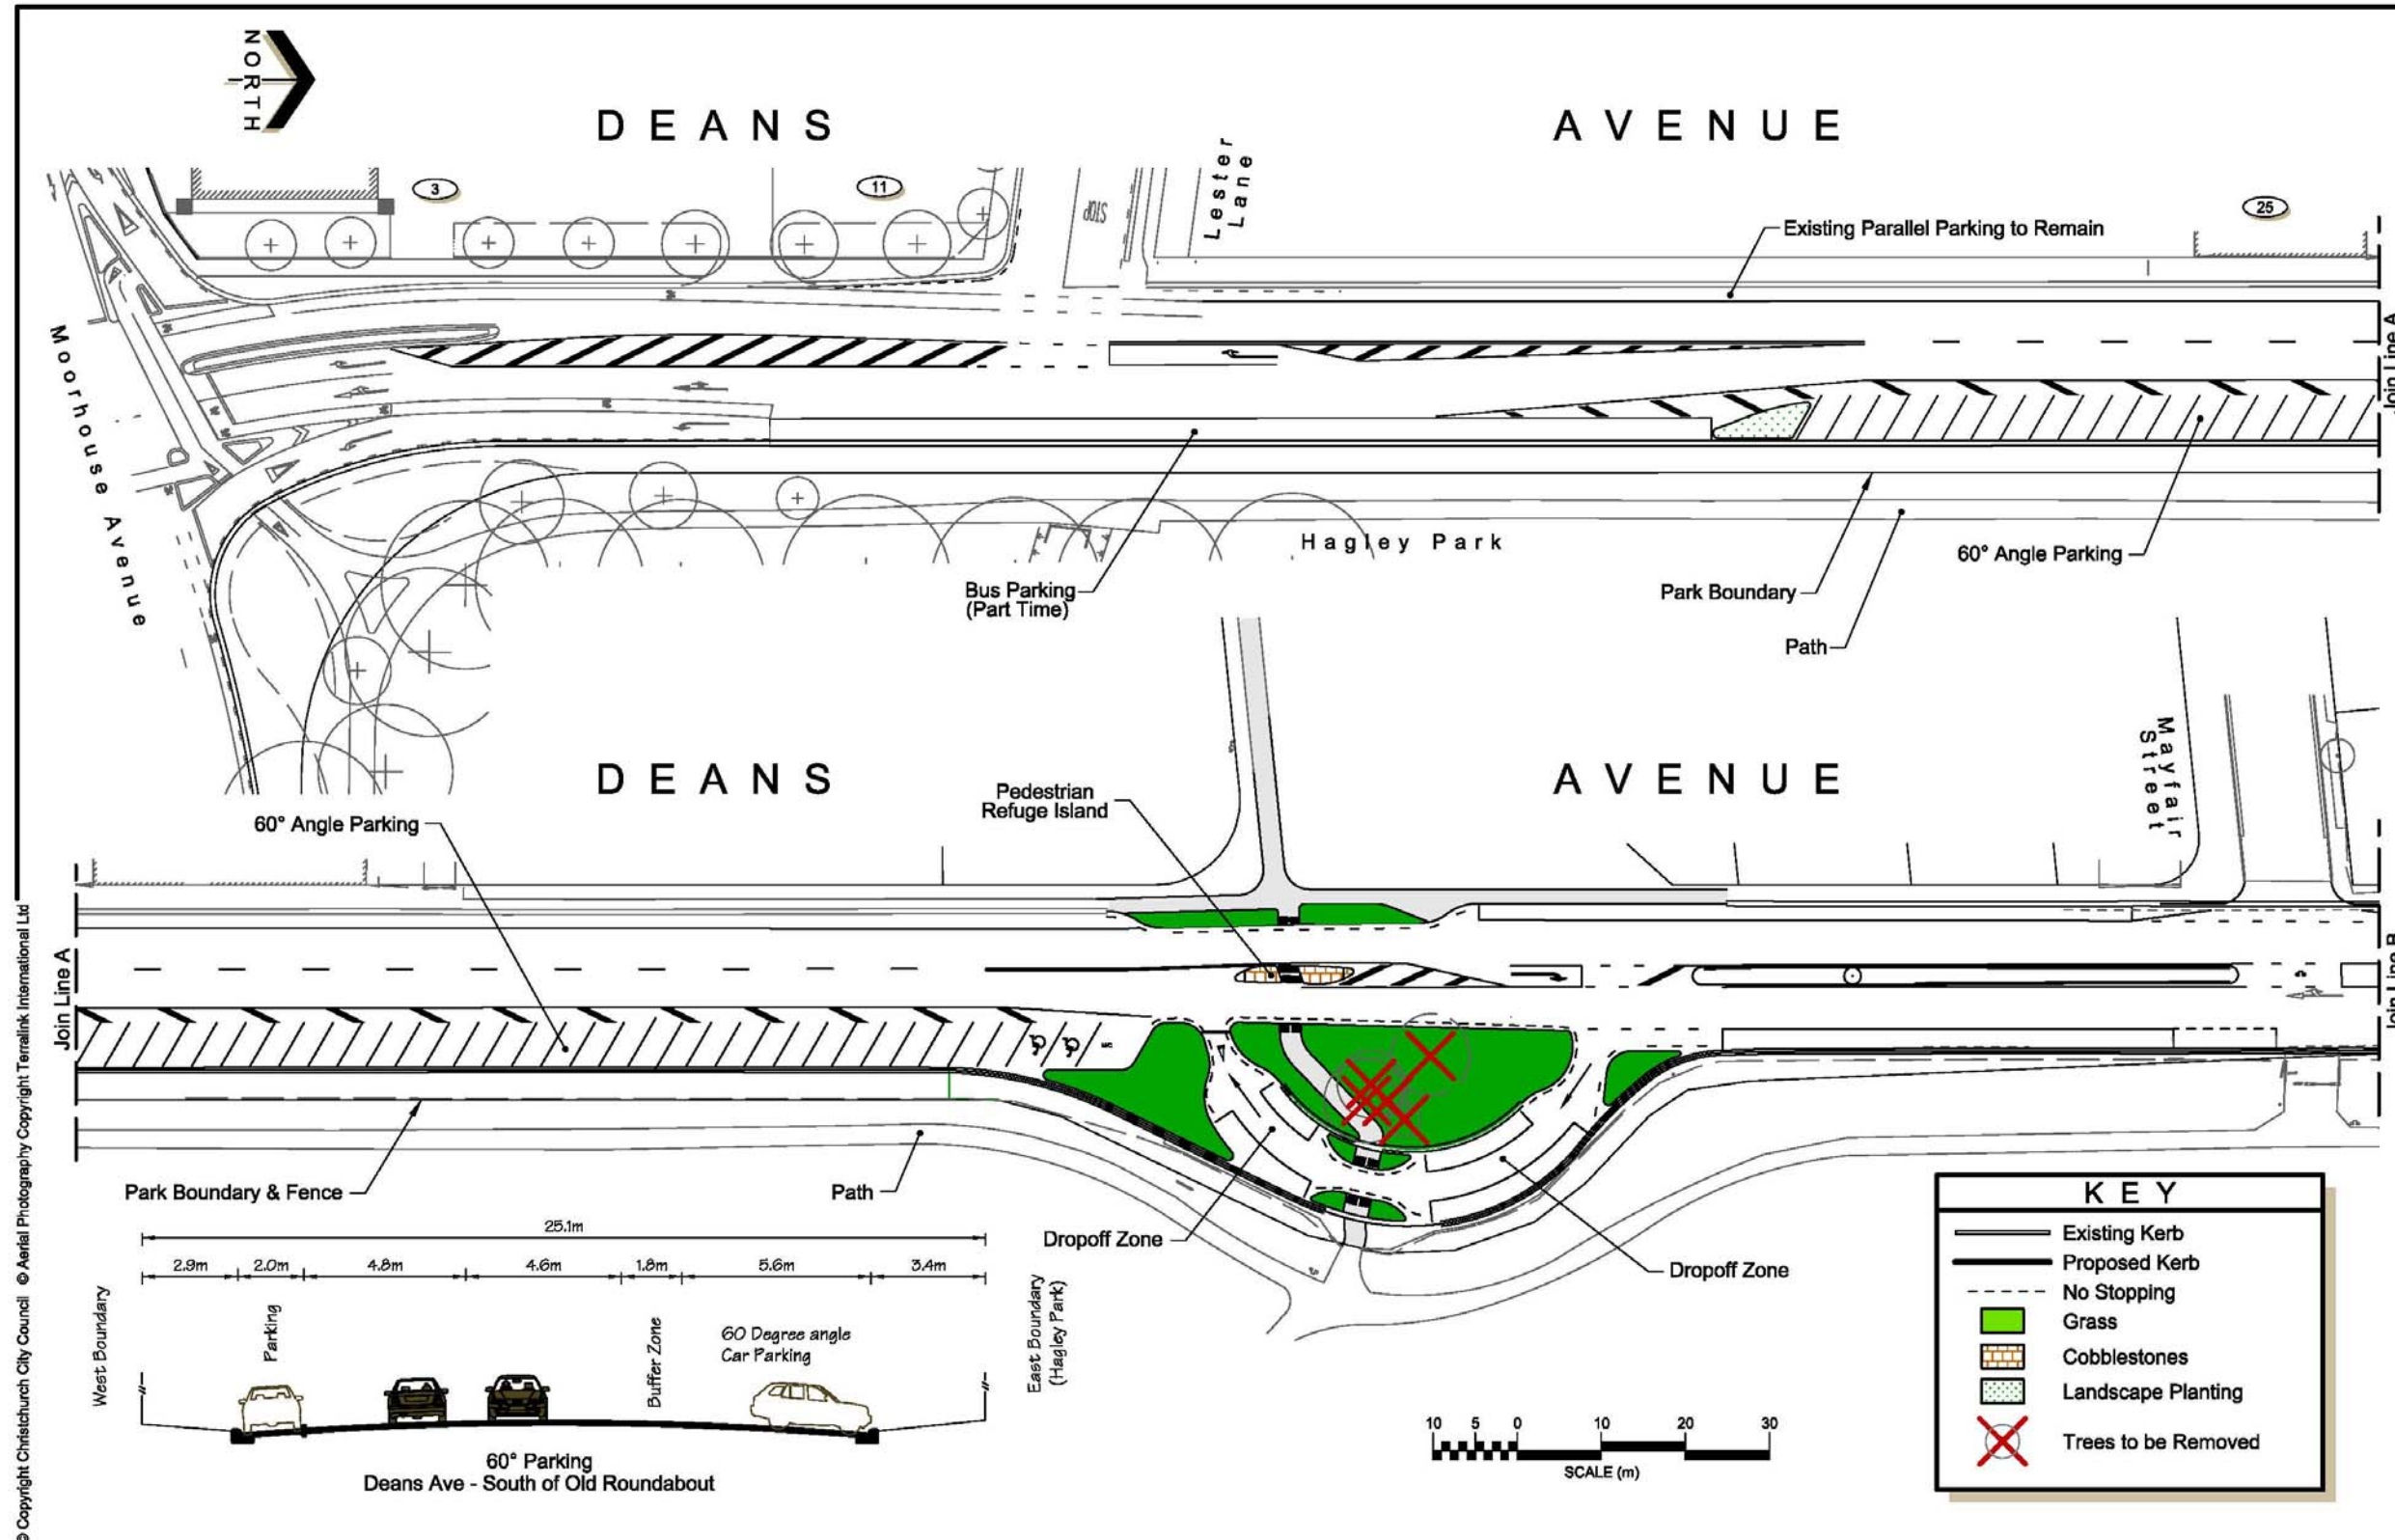 NORTH
DEANS AVENUE
3
11
Lester
Lane
STOP
25
Existing Parallel Parking to Remain
Join Line A
Moorhouse Avenue
Hagley Park
60° Angle Parking
Bus Parking
(Part Time)
Park Boundary
Path
DEANS AVENUE
Mayfair
Street
Pedestrian
Refuge Island
60° Angle Parking
Join Line A
Join Line B
Park Boundary & Fence
Path
Dropoff Zone
Dropoff Zone
25.1m
2.9m 2.0m 4.8m 4.6m 1.8m 5.6m 3.4m
West Boundary
Parking
Buffer Zone
60 Degree angle
Car Parking
East Boundary
(Hagley Park)
60° Parking
Deans Ave - South of Old Roundabout
10 5 0 10 20 30
SCALE (m)
KEY
Existing Kerb
Proposed Kerb
No Stopping
Grass
Cobblestones
Landscape Planting
Trees to be Removed
© Copyright Christchurch City Council © Aerial Photography Copyright Terralink International Ltd